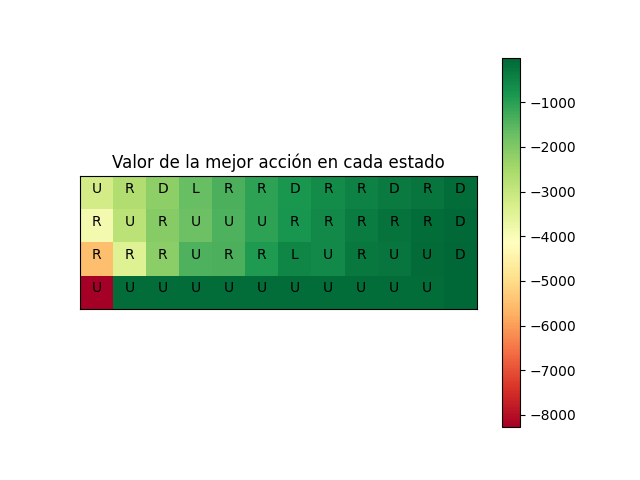 Valor de la mejor acción en cada estado
U R D L R R D R R D R D
R U R U U U R R R R R D
R R R U R R L U R U U D
U U U U U U U U U U U
−1000
−2000
−3000
−4000
−5000
−6000
−7000
−8000